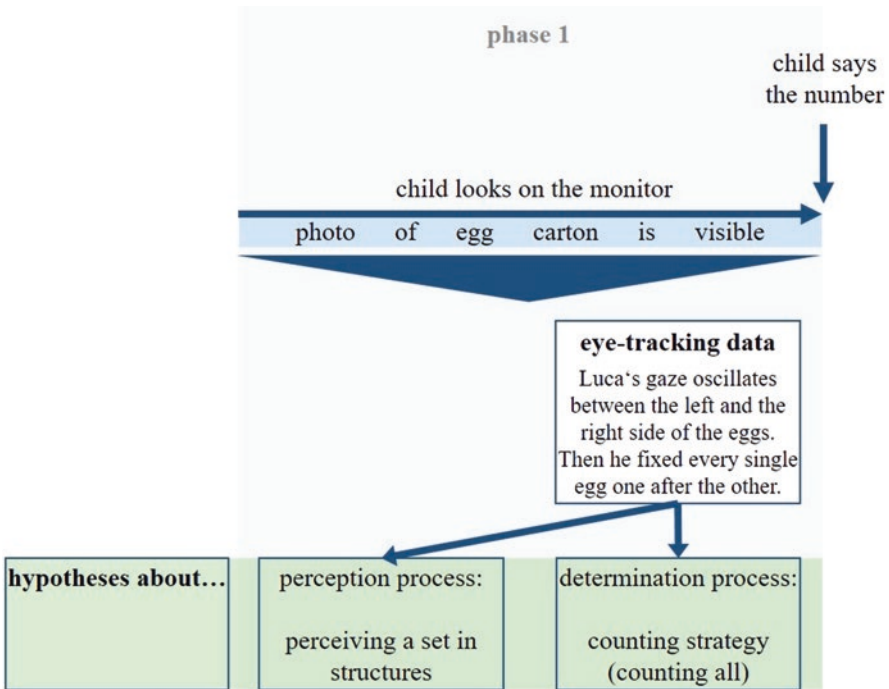 phase 1
child says
the number
child looks on the monitor
photo of egg carton is visible
eye-tracking data
Luca‘s gaze oscillates
between the left and the
right side of the eggs.
Then he fixed every single
egg one after the other.
hypotheses about…
perception process:
perceiving a set in
structures
determination process:
counting strategy
(counting all)